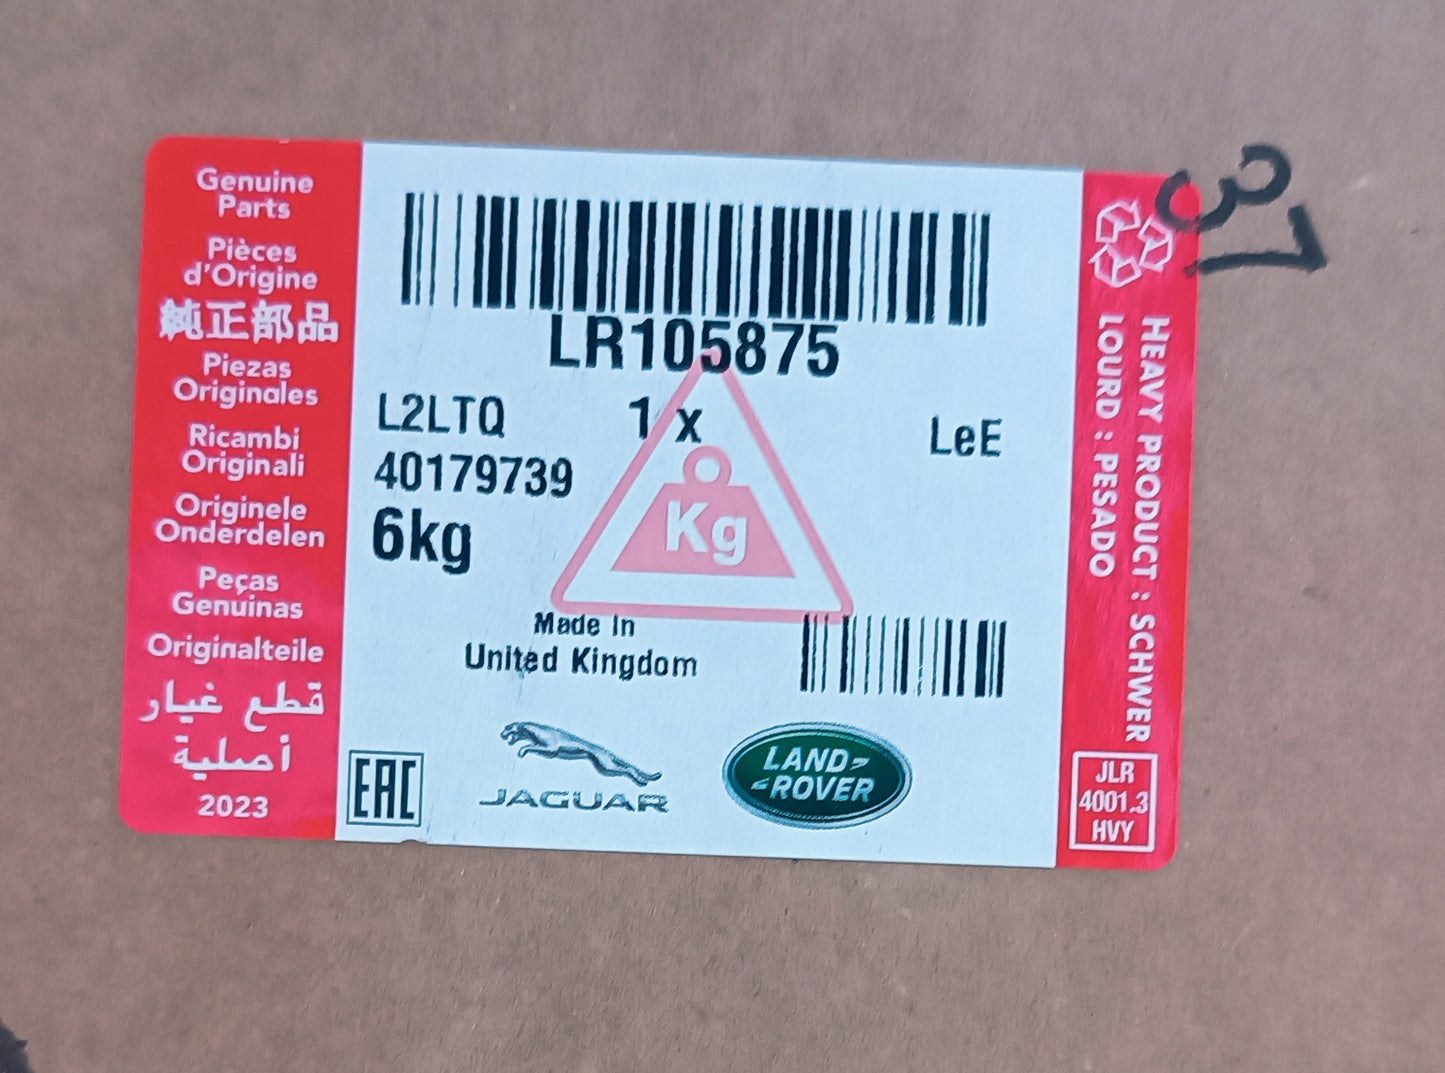 Genuine
Parts
Pièces
d'Origine
純正部品
Piezas
Originales
Ricambi
Originali
Originele
Onderdelen
Peças
Genuinas
Originalteile
قطع غيار
أصلية
2023
LR105875
L2LTQ
1 x
LeE
40179739
6kg
Kg
Made In
United Kingdom
EAC
JAGUAR
LAND-
-ROVER
HEAVY PRODUCT : SCHWER
LOURD : PESADO
JLR
4001.3
HVY
37